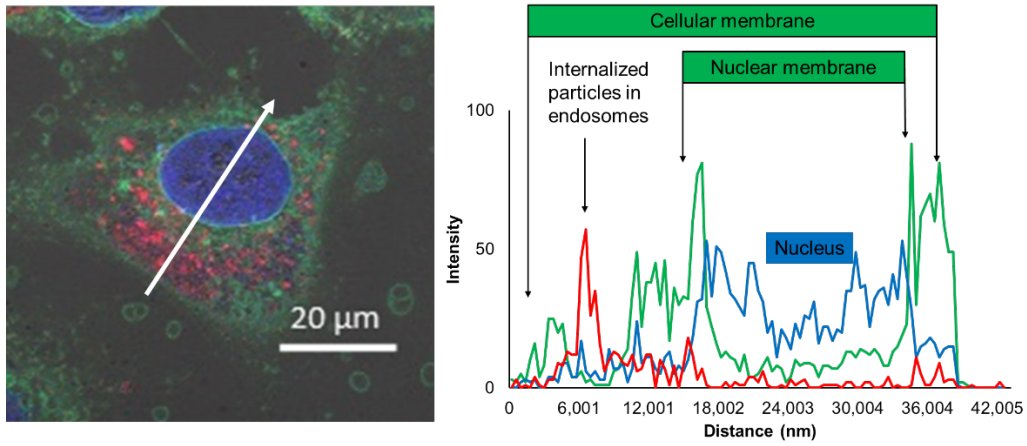 20 µm
Cellular membrane
Nuclear membrane
Internalized
particles in
endosomes
100
50
0
Intensity
Nucleus
0
6,001
12,001
18,002
24,003
30,004
36,004
42,005
Distance (nm)